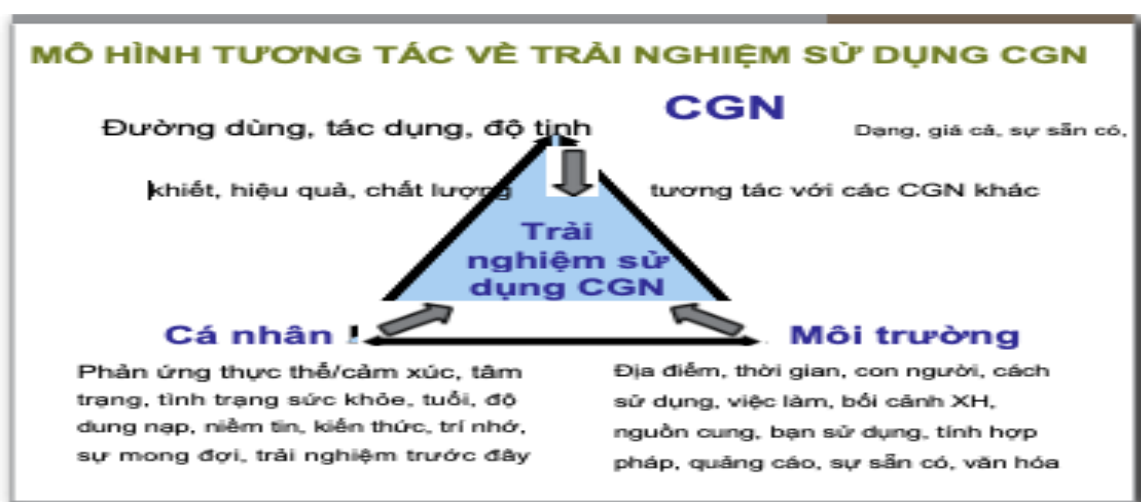 MÔ HÌNH TƯƠNG TÁC VỀ TRẢI NGHIỆM SỬ DỤNG CGN
CGN
Đường dùng, tác dụng, độ tinh
Dạng, giá cả, sự sẵn có,
khiết, hiệu quả, chất lượng
tương tác với các CGN khác
Trải
nghiệm sử
dụng CGN
Cá nhân
Môi trường
Phản ứng thực thể/cảm xúc, tâm
trạng, tình trạng sức khỏe, tuổi, độ
dung nạp, niềm tin, kiến thức, trí nhớ,
sự mong đợi, trải nghiệm trước đây
Địa điểm, thời gian, con người, cách
sử dụng, việc làm, bối cảnh XH,
nguồn cung, bạn sử dụng, tính hợp
pháp, quảng cáo, sự sẵn có, văn hóa